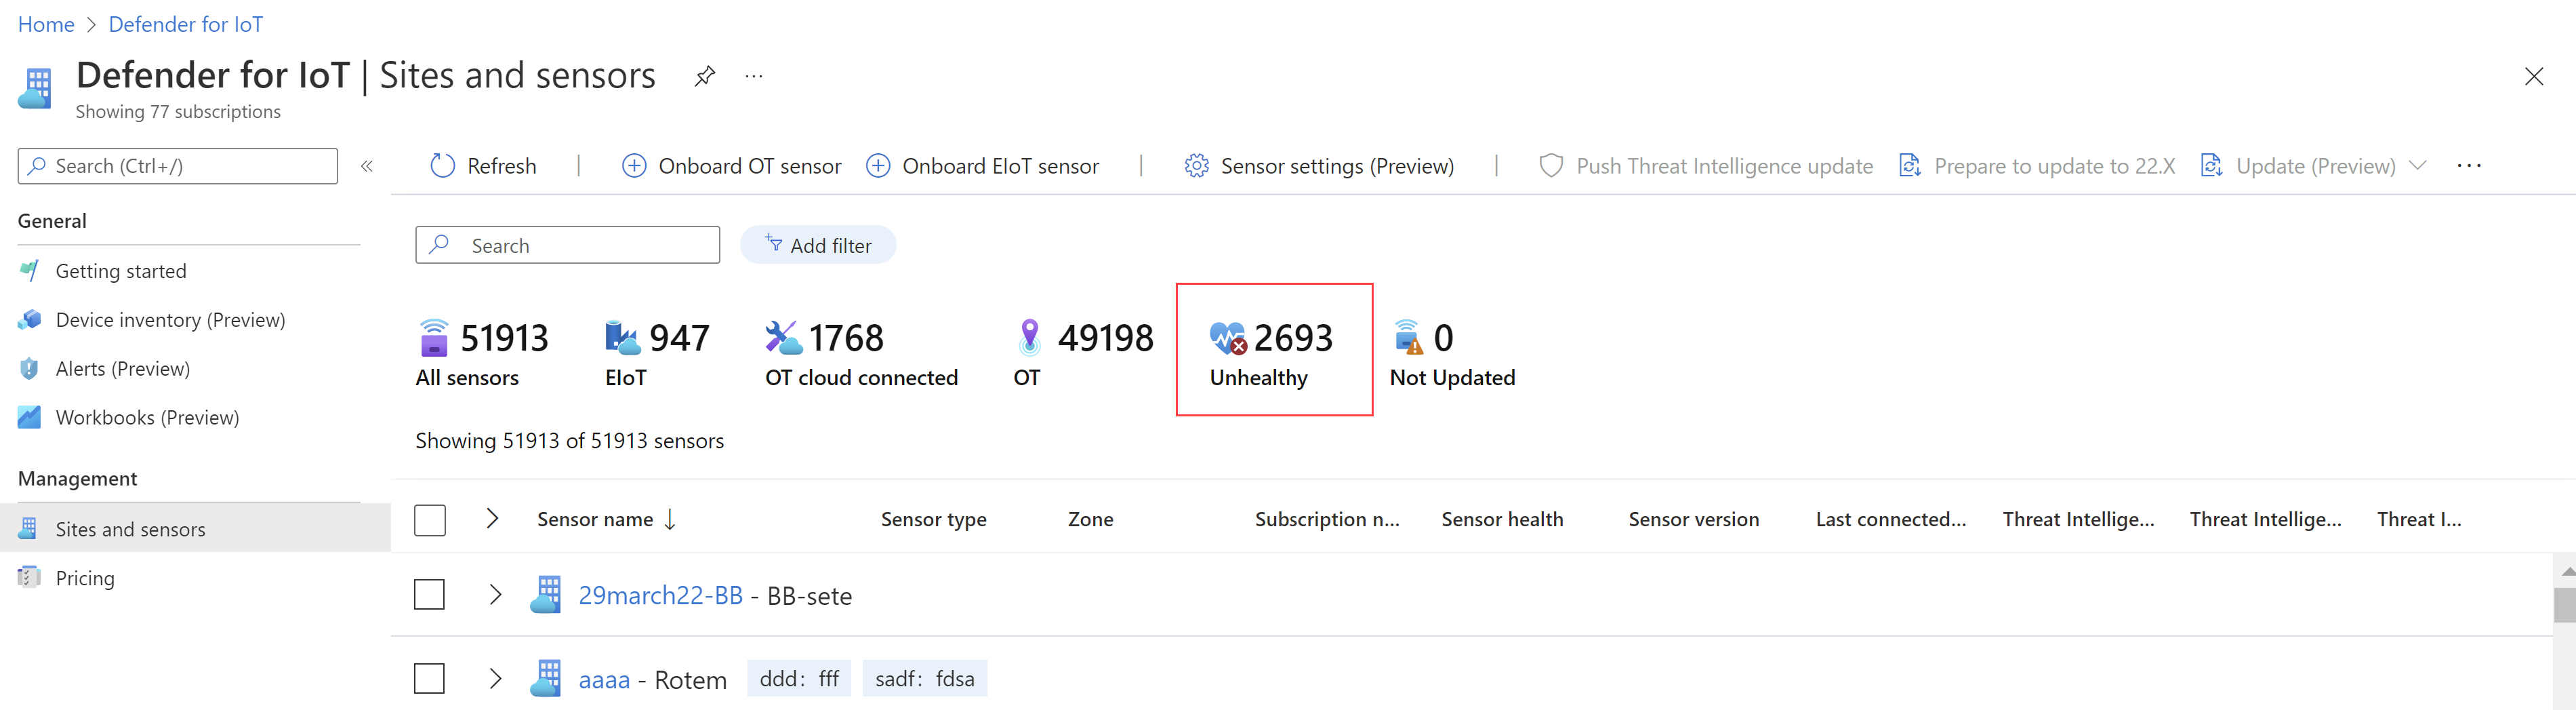 Home > Defender for IoT
Defender for IoT | Sites and sensors
Showing 77 subscriptions
Search (Ctrl+/)
Refresh
Onboard OT sensor
Onboard EIoT sensor
Sensor settings (Preview)
Push Threat Intelligence update
Prepare to update to 22.X
Update (Preview)
General
Getting started
Device inventory (Preview)
Alerts (Preview)
Workbooks (Preview)
Management
Sites and sensors
Pricing
Search
Add filter
51913
All sensors
947
EIoT
1768
OT cloud connected
49198
OT
2693
Unhealthy
0
Not Updated
Showing 51913 of 51913 sensors
Sensor name ↓ Sensor type Zone Subscription n... Sensor health Sensor version Last connected... Threat Intellige... Threat Intellige... Threat I...
29march22-BB - BB-sete
aaaa - Rotem ddd: fff sadf: fdsa